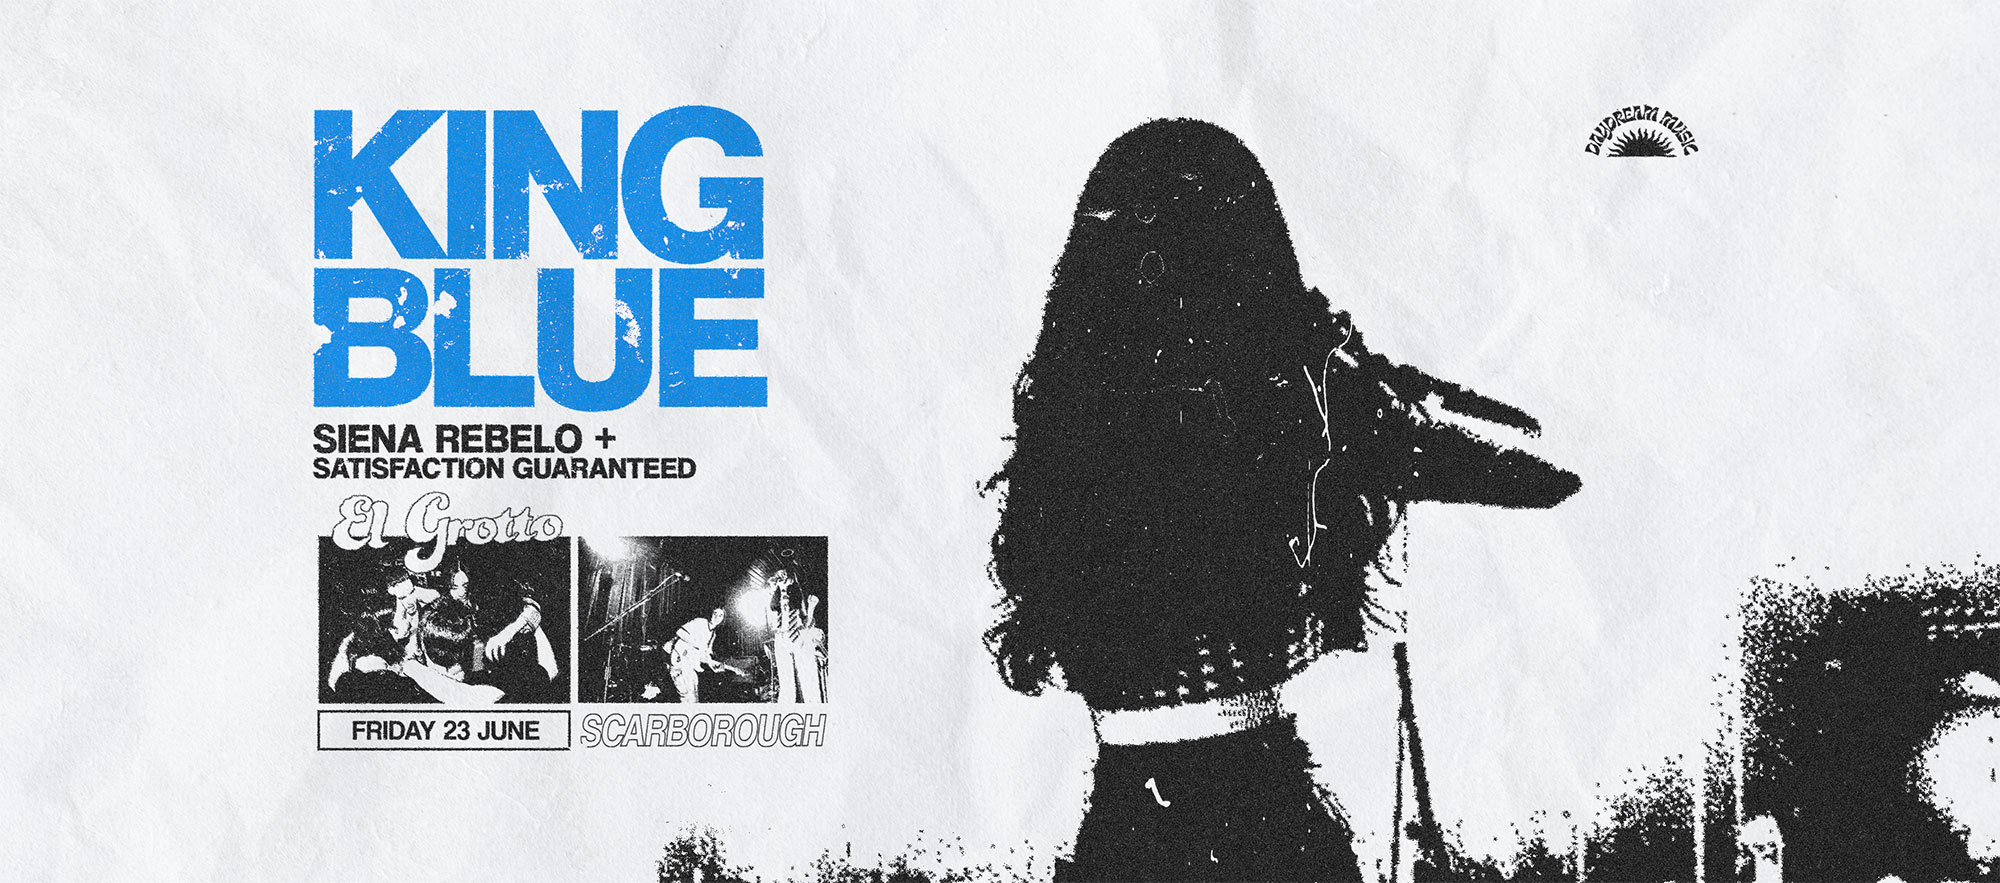 KING
BLUE
SIENA REBELO +
SATISFACTION GUARANTEED
El Grotto
FRIDAY 23 JUNE
SCARBOROUGH
DAYDREAM MUSIC